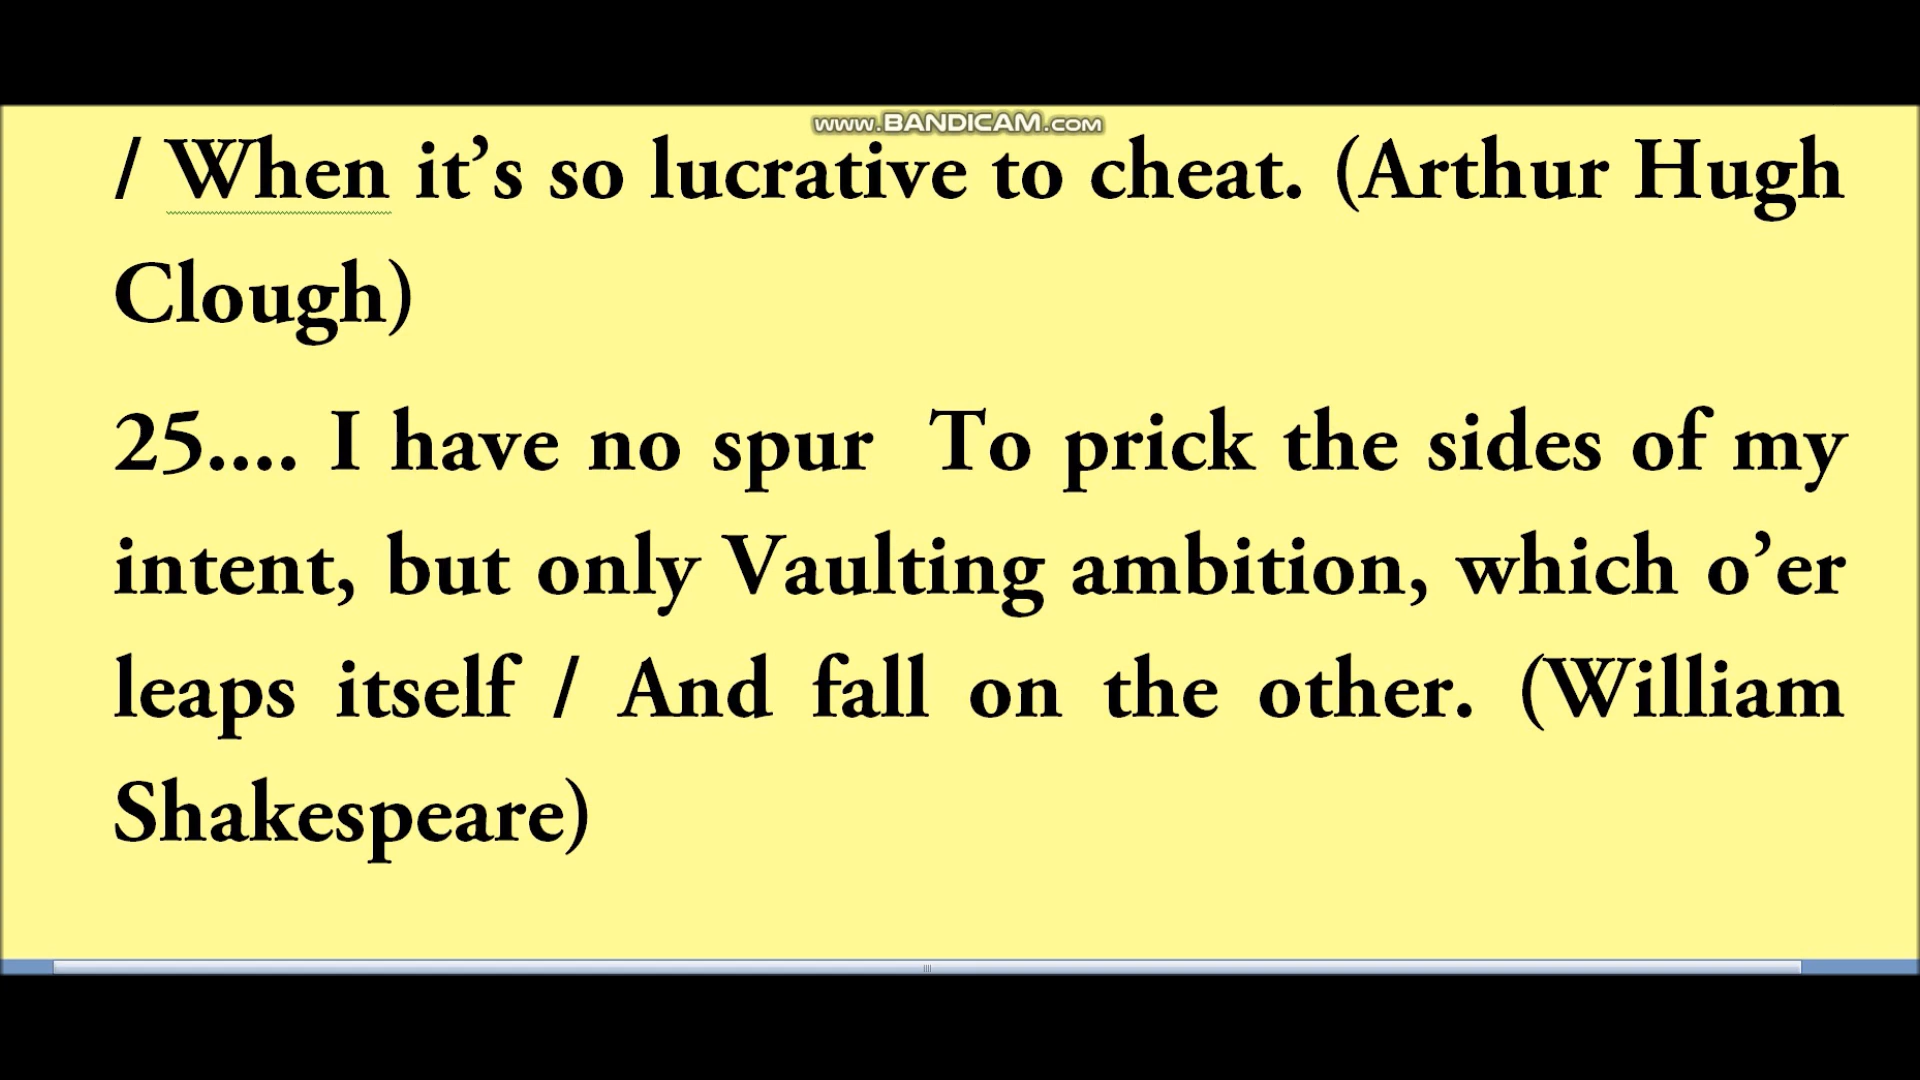 www.BANDICAM.com
/ When it’s so lucrative to cheat. (Arthur Hugh
Clough)
25.... I have no spur To prick the sides of my
intent, but only Vaulting ambition, which o’er
leaps itself / And fall on the other. (William
Shakespeare)